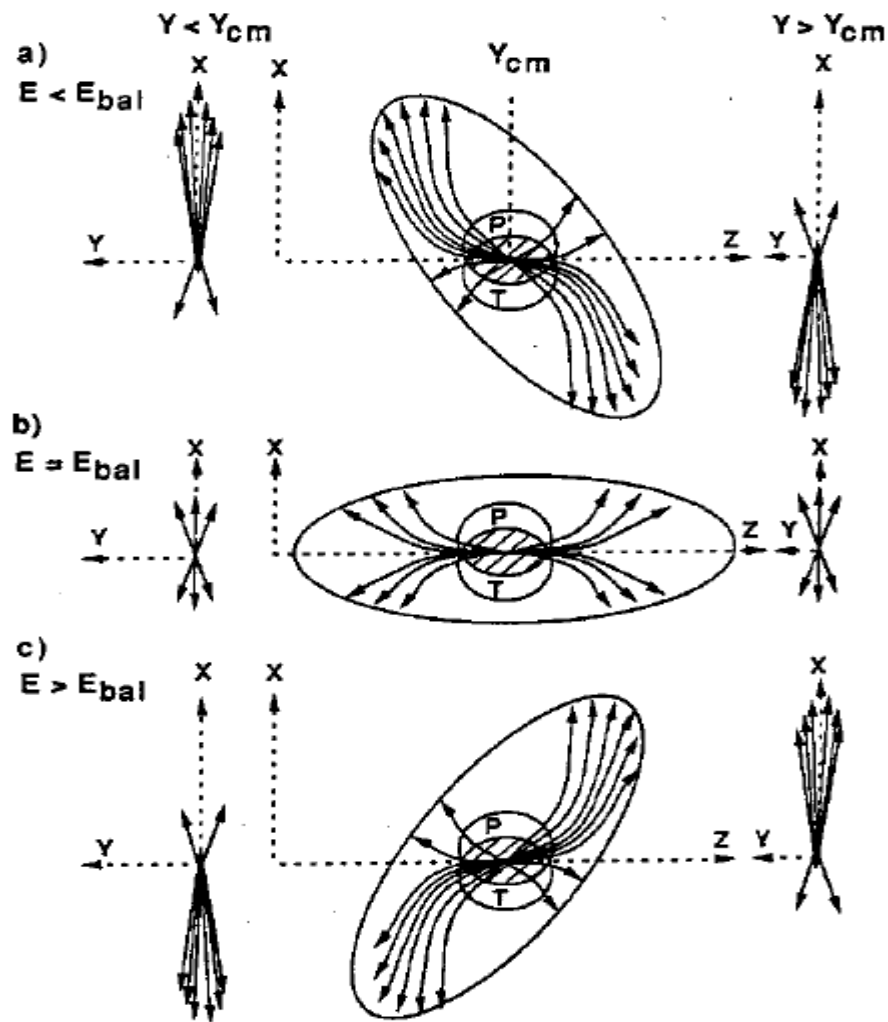 Y < Ycm
Y > Ycm
a)
X
X
Ycm
X
E < Ebal
P
Y
Z
Y
T
b)
X
X
X
E = Ebal
P
Y
Z
Y
T
c)
X
X
X
E > Ebal
P
Y
Z
Y
T